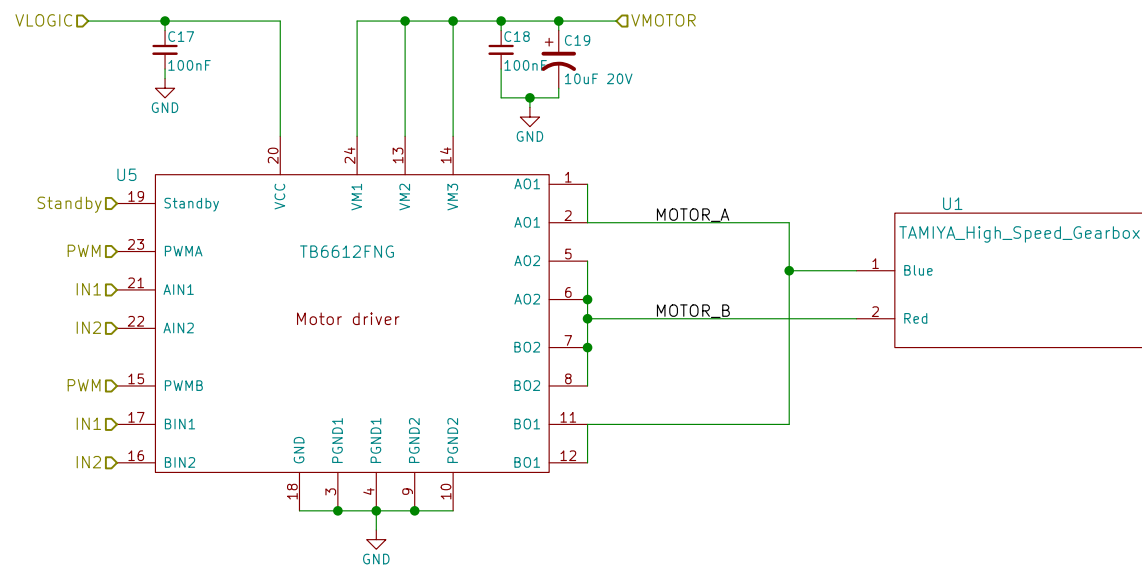 VLOGIC
VMOTOR
C17
100nF
GND
C18
100nF
C19
+
10uF 20V
GND
20
24
13
14
U5
VCC
VM1
VM2
VM3
Standby 19 Standby
PWM 23 PWMA
IN1 21 AIN1
IN2 22 AIN2
PWM 15 PWMB
IN1 17 BIN1
IN2 16 BIN2
TB6612FNG
Motor driver
AO1 1
AO1 2
AO2 5
AO2 6
BO2 7
BO2 8
BO1 11
BO1 12
MOTOR_A
MOTOR_B
U1
TAMIYA_High_Speed_Gearbox
1 Blue
2 Red
GND
PGND1
PGND1
PGND2
PGND2
18
3
4
9
10
GND